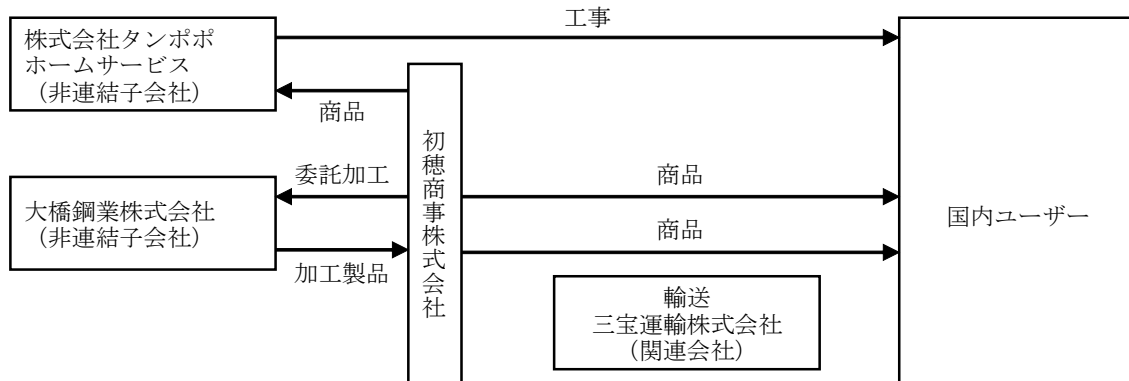 工事
株式会社タンポポ
ホームサービス
（非連結子会社）
商品
初穂商事株式会社
委託加工
商品
大橋鋼業株式会社
（非連結子会社）
国内ユーザー
商品
加工製品
輸送
三宝運輸株式会社
（関連会社）